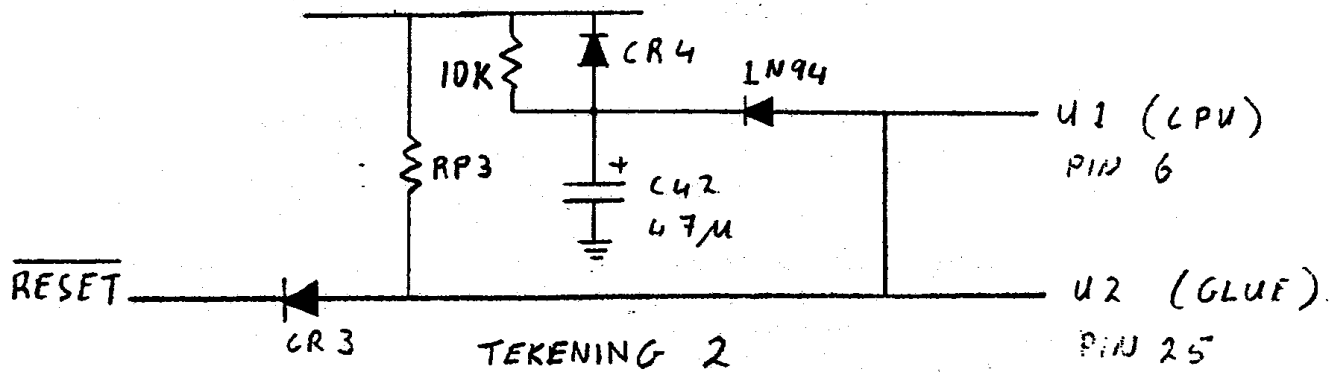 10K
CR4
1N94
U1 (CPU)
PIN 6
RP3
+
C42
47µ
RESET
CR3
U2 (GLUE)
PIN 25
TEKENING 2